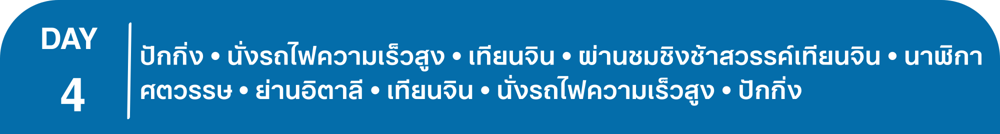 DAY
4
ปักกิ่ง • นั่งรถไฟความเร็วสูง • เทียนจิน • ผ่านชมชิงช้าสวรรค์เทียนจิน • นาฬิกา
ศตวรรษ • ย่านอิตาลี • เทียนจิน • นั่งรถไฟความเร็วสูง • ปักกิ่ง